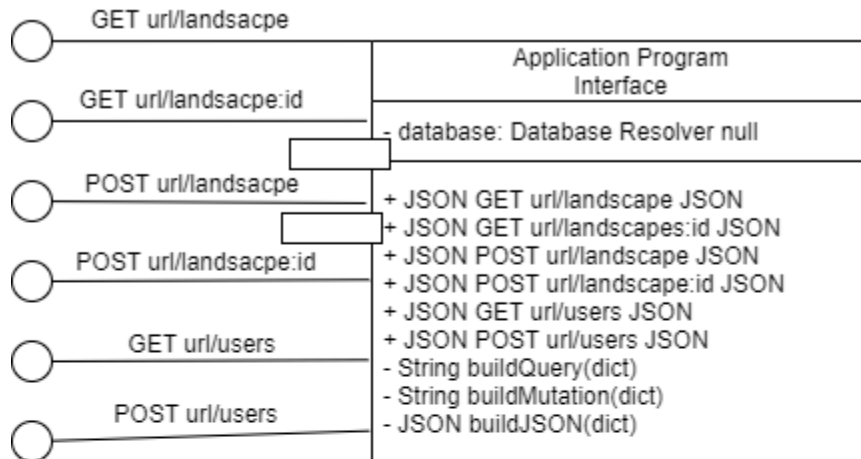 GET url/landsacpe
GET url/landsacpe:id
POST url/landsacpe
POST url/landsacpe:id
GET url/users
POST url/users
Application Program
Interface
- database: Database Resolver null
+ JSON GET url/landscape JSON
+ JSON GET url/landscapes:id JSON
+ JSON POST url/landscape JSON
+ JSON POST url/landscape:id JSON
+ JSON GET url/users JSON
+ JSON POST url/users JSON
- String buildQuery(dict)
- String buildMutation(dict)
- JSON buildJSON(dict)